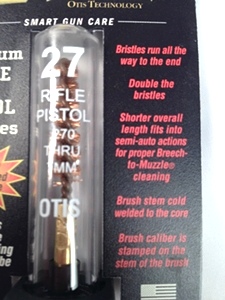 OTIS TECHNOLOGY
SMART GUN CARE
27
RIFLE
PISTOL
.270
THRU
7MM
OTIS
Bristles run all the
way to the end
Double the
bristles
Shorter overall
length fits into
semi-auto actions
for proper Breech-
to-Muzzle®
cleaning
Brush stem cold
welded to the core
Brush caliber is
stamped on the
stem of the brush